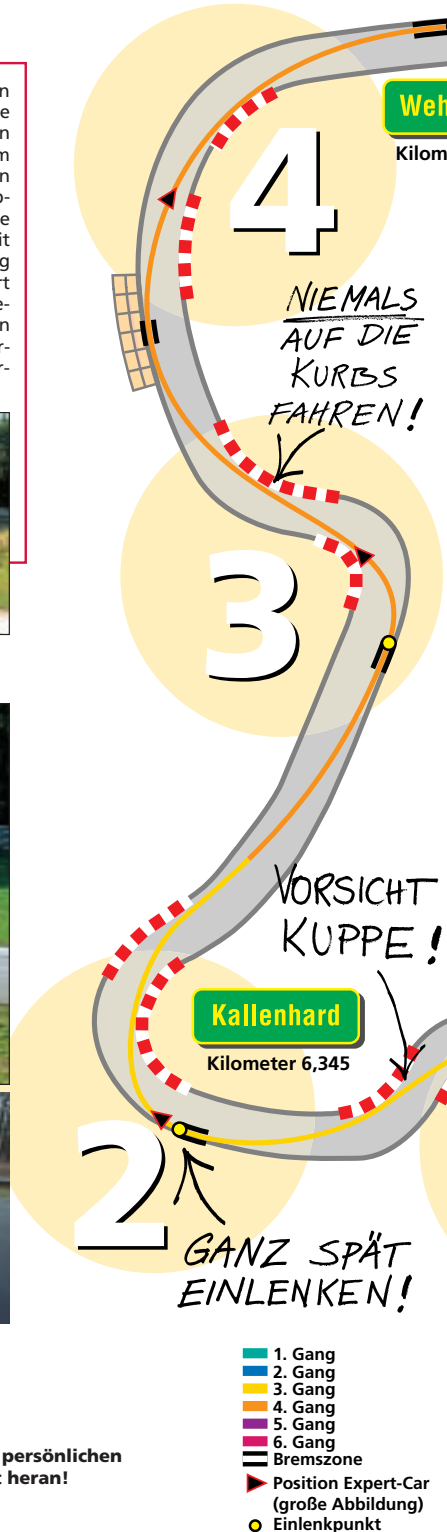 n
e
n
m
n
o-
e
it
g
rt
e-
n
r-
r-
4
Weh
Kilom
NIEMALS
AUF DIE
KURBS
FAHREN!
3
VORSICHT
KUPPE!
Kallenhard
Kilometer 6,345
2
GANZ SPÄT
EINLENKEN!
1. Gang
2. Gang
3. Gang
4. Gang
5. Gang
6. Gang
Bremszone
Position Expert-Car
(große Abbildung)
Einlenkpunkt
persönlichen
t heran!